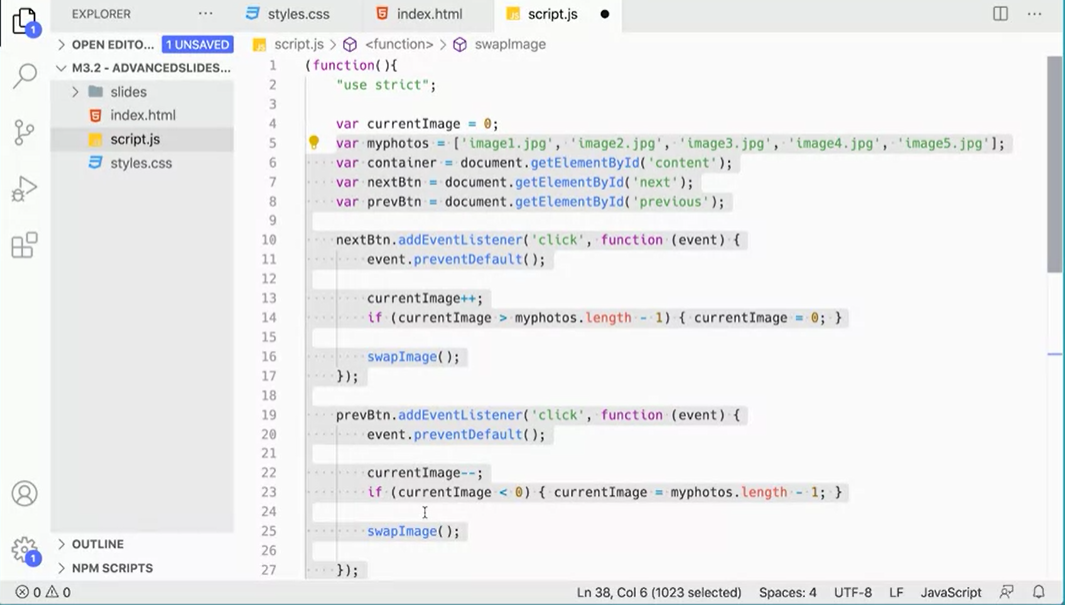 EXPLORER
styles.css
index.html
script.js
1
OPEN EDITO...
1 UNSAVED
script.js > <function> > swapImage
M3.2 - ADVANCEDSLIDES...
slides
index.html
script.js
styles.css
1 (function(){
2 "use strict";
3
4 var currentImage = 0;
5 var myphotos = ['image1.jpg', 'image2.jpg', 'image3.jpg', 'image4.jpg', 'image5.jpg'];
6 var container = document.getElementById('content');
7 var nextBtn = document.getElementById('next');
8 var prevBtn = document.getElementById('previous');
9
10 nextBtn.addEventListener('click', function (event) {
11 event.preventDefault();
12
13 currentImage++;
14 if (currentImage > myphotos.length - 1) { currentImage = 0; }
15
16 swapImage();
17 });
18
19 prevBtn.addEventListener('click', function (event) {
20 event.preventDefault();
21
22 currentImage--;
23 if (currentImage < 0) { currentImage = myphotos.length - 1; }
24
25 swapImage();
26
27 });
OUTLINE
NPM SCRIPTS
1
0 0
Ln 38, Col 6 (1023 selected)
Spaces: 4
UTF-8
LF
JavaScript